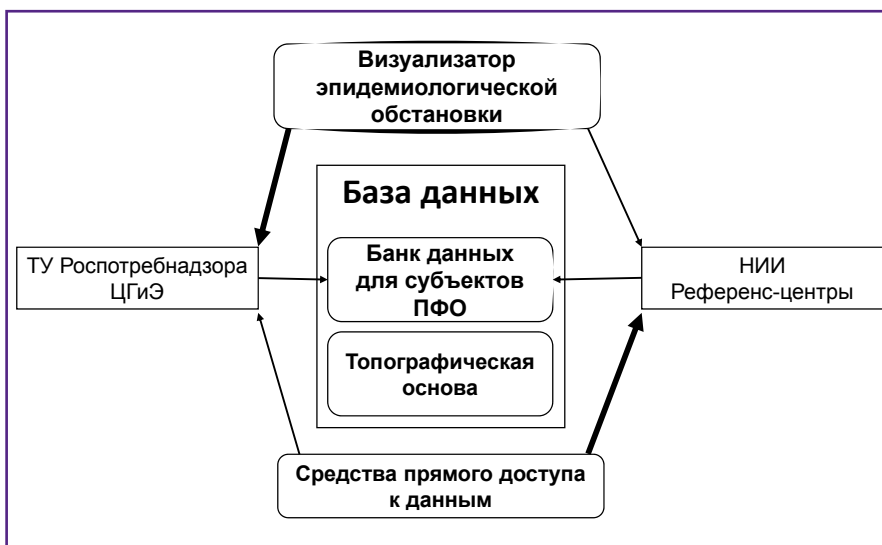 Визуализатор
эпидемиологической
обстановки
База данных
ТУ Роспотребнадзора
ЦГиЭ
Банк данных
для субъектов
ПФО
НИИ
Референс-центры
Топографическая
основа
Средства прямого доступа
к данным